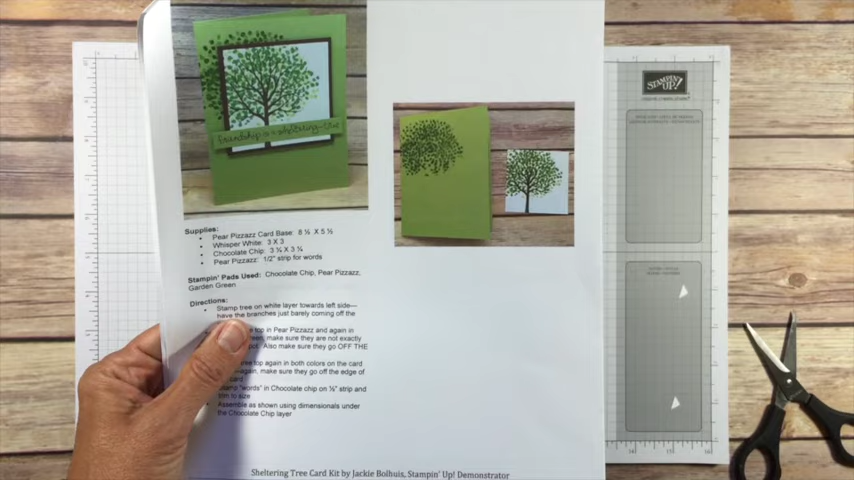 friendship is a sheltering tree
Supplies:
• Pear Pizzazz Card Base: 8 ½ X 5 ½
• Whisper White: 3 X 3
• Chocolate Chip: 3 ¼ X 3 ¼
• Pear Pizzazz: 1/2" strip for words
Stampin' Pads Used: Chocolate Chip, Pear Pizzazz,
Garden Green
Directions:
• Stamp tree on white layer towards left side—
have the branches just barely coming off the
top in Pear Pizzazz and again in
make sure they are not exactly
Also make sure they go OFF THE
top again in both colors on the card
again, make sure they go off the edge of
card
"words" in Chocolate chip on ½" strip and
to size
• Assemble as shown using dimensionals under
the Chocolate Chip layer
Sheltering Tree Card Kit by Jackie Bolhuis, Stampin' Up! Demonstrator
STAMPIN' UP!